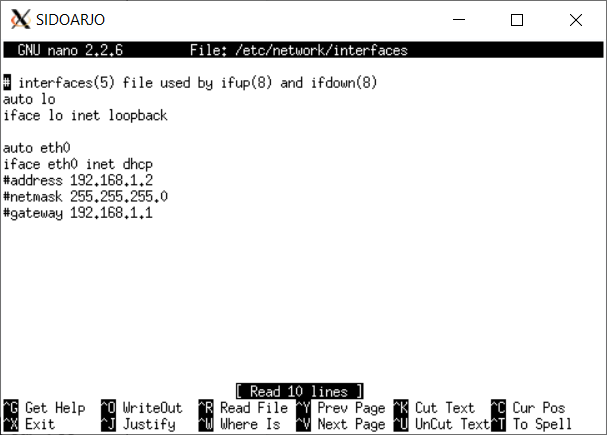 SIDOARJO
GNU nano 2.2.6 File: /etc/network/interfaces
# interfaces(5) file used by ifup(8) and ifdown(8)
auto lo
iface lo inet loopback
auto eth0
iface eth0 inet dhcp
#address 192.168.1.2
#netmask 255.255.255.0
#gateway 192.168.1.1
[ Read 10 lines ]
^G Get Help ^O WriteOut ^R Read File ^Y Prev Page ^K Cut Text ^C Cur Pos
^X Exit ^J Justify ^W Where Is ^V Next Page ^U UnCut Text^T To Spell